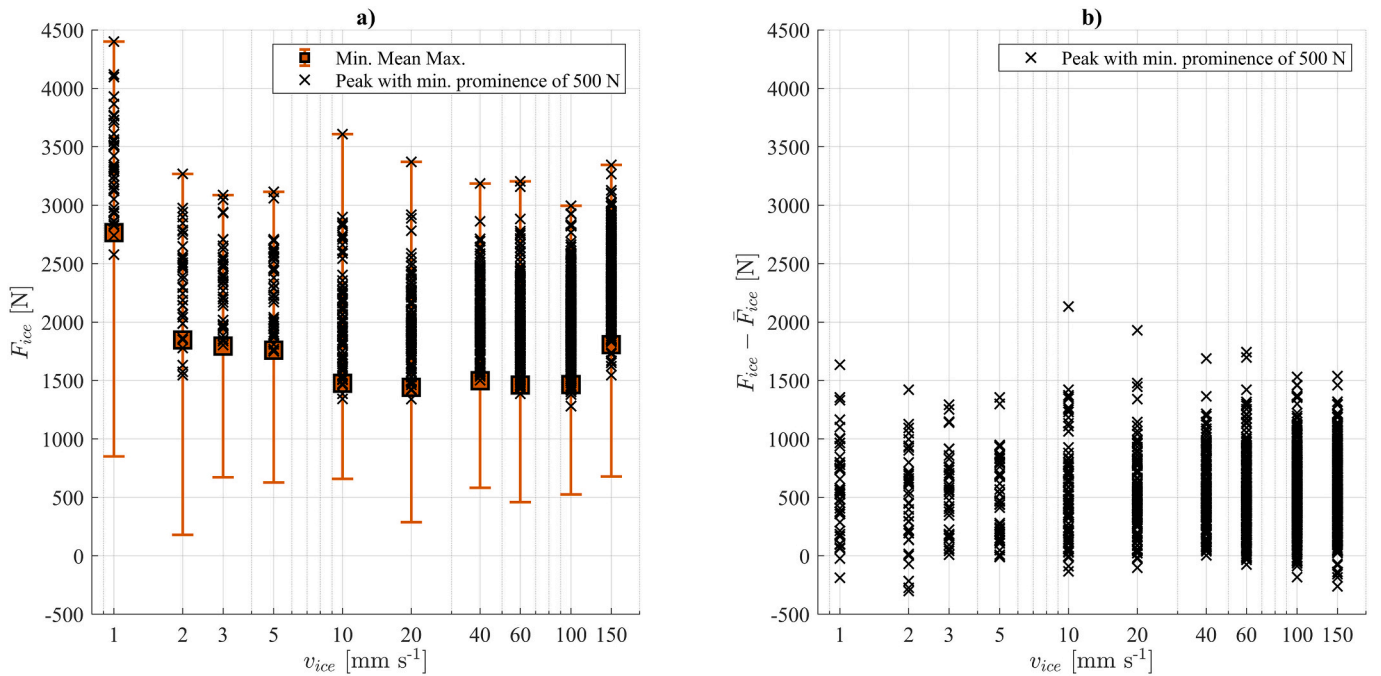 a)
4500
4000
3500
3000
2500
2000
1500
1000
500
0
-500
F_ice [N]
Min. Mean Max.
Peak with min. prominence of 500 N
1 2 3 5 10 20 40 60 100 150
v_ice [mm s⁻¹]
b)
4500
4000
3500
3000
2500
2000
1500
1000
500
0
-500
F_ice − F̄_ice [N]
Peak with min. prominence of 500 N
1 2 3 5 10 20 40 60 100 150
v_ice [mm s⁻¹]